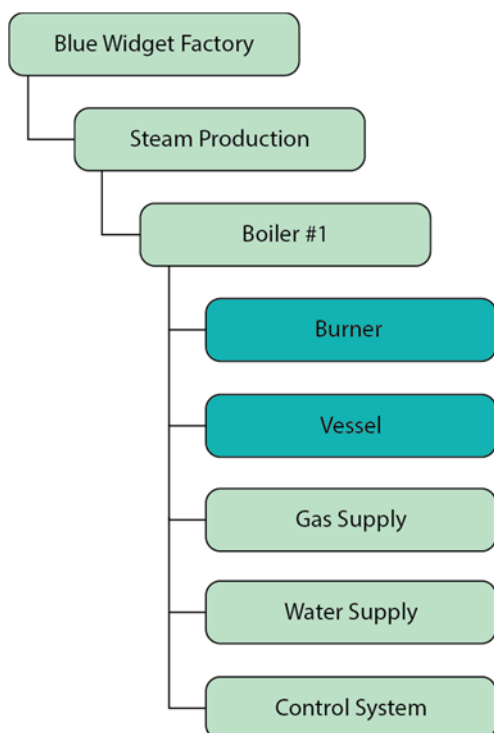 Blue Widget Factory
Steam Production
Boiler #1
Burner
Vessel
Gas Supply
Water Supply
Control System